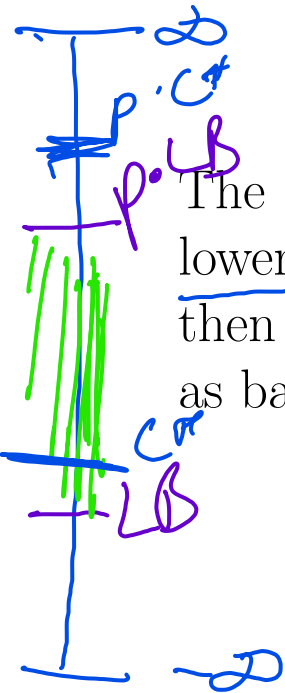 ∞
P · C*
P · LB
The
lower
then
as ba
C*
LB
-∞